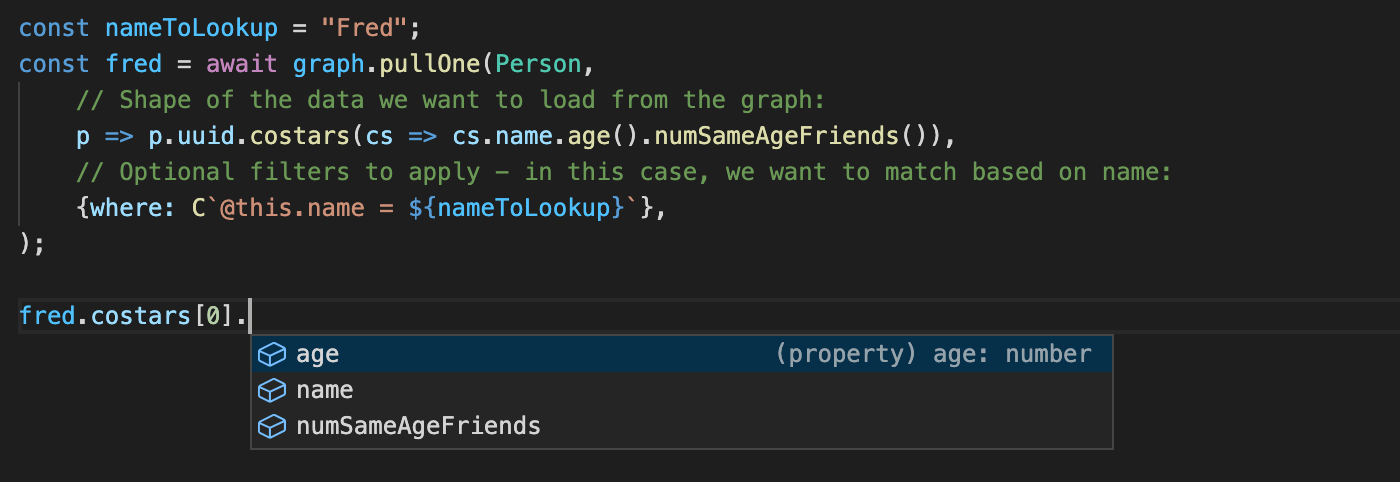 const nameToLookup = "Fred";
const fred = await graph.pullOne(Person,
    // Shape of the data we want to load from the graph:
    p => p.uuid.costars(cs => cs.name.age().numSameAgeFriends()),
    // Optional filters to apply – in this case, we want to match based on name:
    {where: C`@this.name = ${nameToLookup}`},
);
fred.costars[0].
age (property) age: number
name
numSameAgeFriends